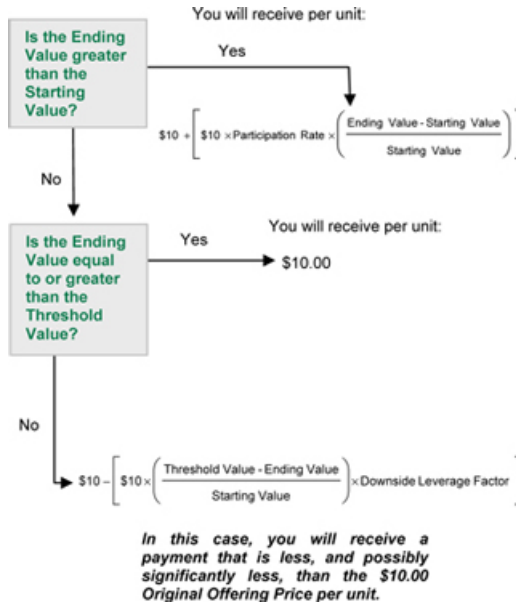 You will receive per unit:
Is the Ending
Value greater
than the
Starting
Value?
Yes
$10 + [ $10 × Participation Rate × ( Ending Value - Starting Value
Starting Value ) ]
No
You will receive per unit:
Is the Ending
Value equal
to or greater
than the
Threshold
Value?
Yes
$10.00
No
$10 – [ $10 × ( Threshold Value - Ending Value
Starting Value ) × Downside Leverage Factor ]
In this case, you will receive a
payment that is less, and possibly
significantly less, than the $10.00
Original Offering Price per unit.